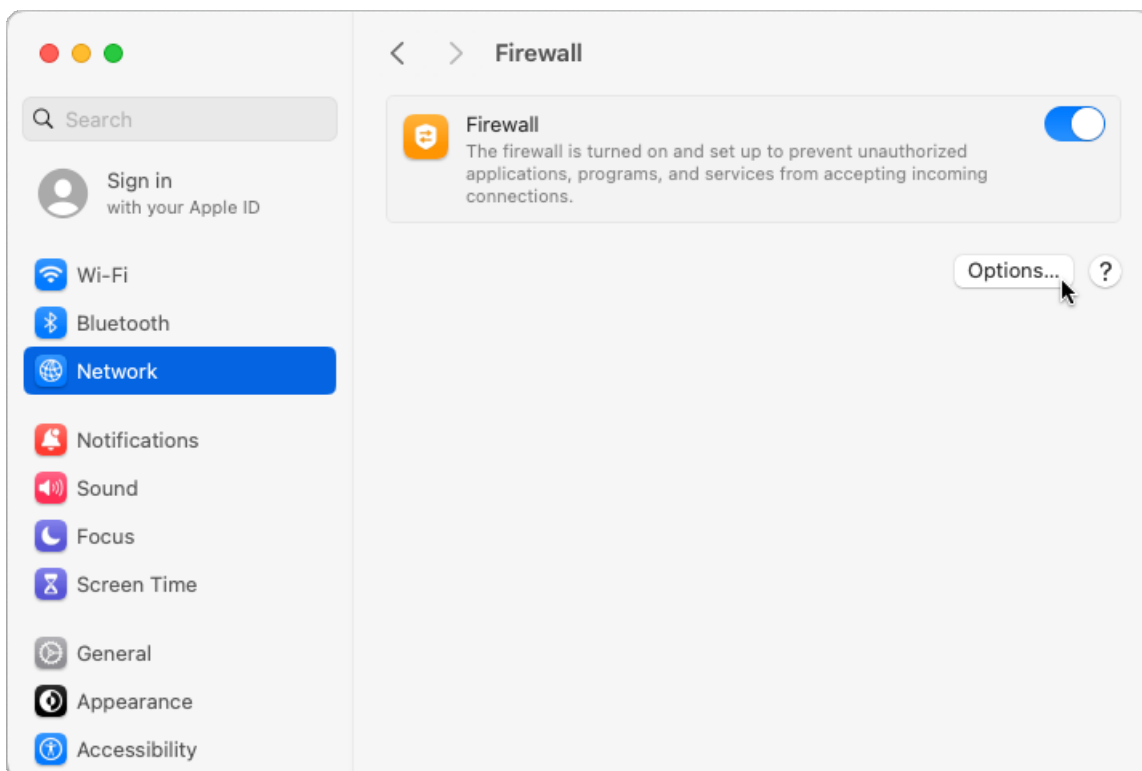 Search
Sign in
with your Apple ID
Wi-Fi
Bluetooth
Network
Notifications
Sound
Focus
Screen Time
General
Appearance
Accessibility
Firewall
Firewall
The firewall is turned on and set up to prevent unauthorized
applications, programs, and services from accepting incoming
connections.
Options...
?